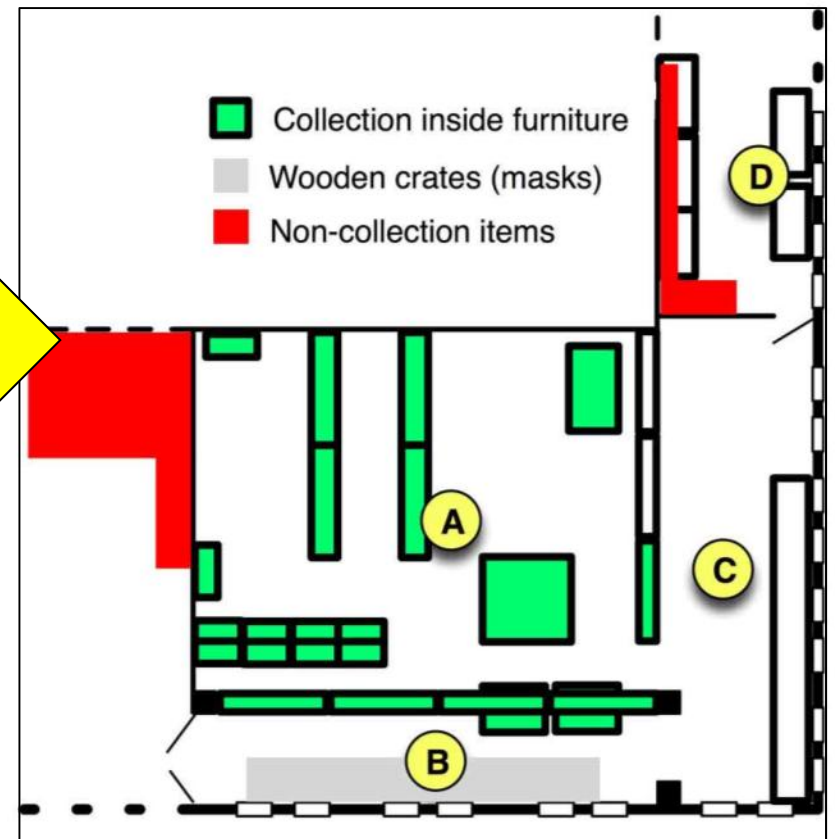 Collection inside furniture
Wooden crates (masks)
Non-collection items
D
A
C
B